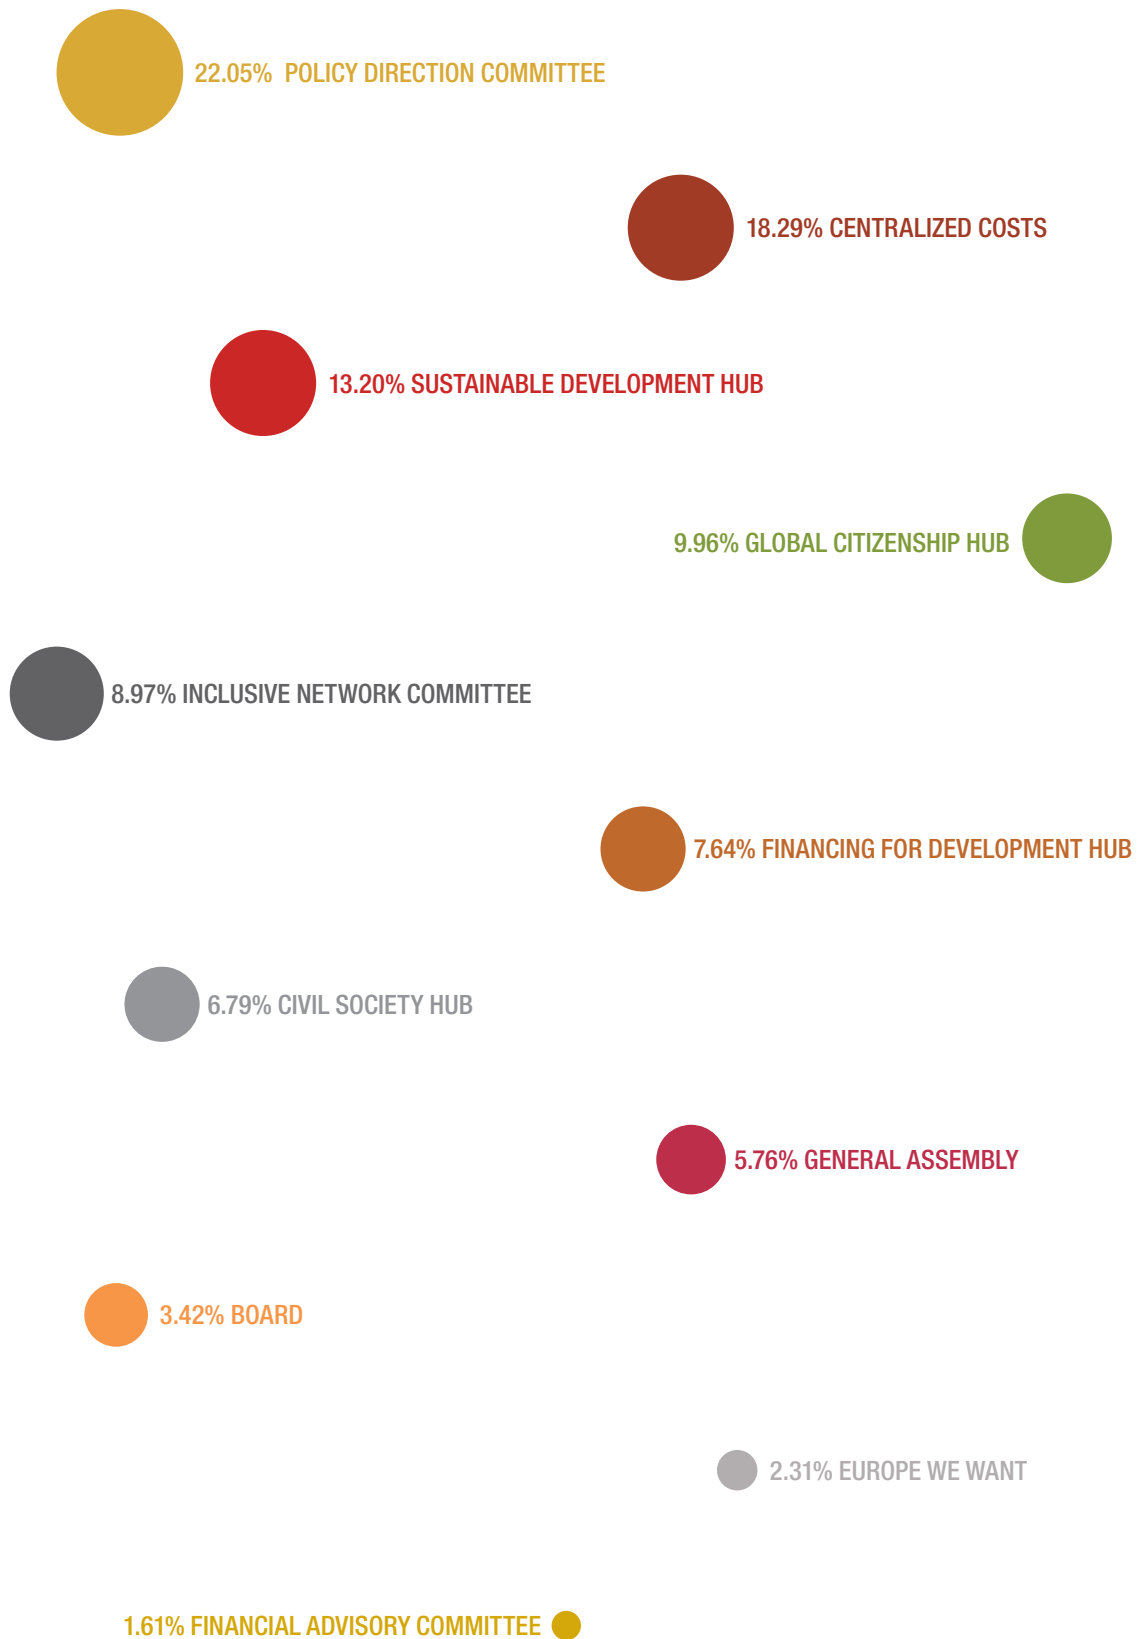 22.05% POLICY DIRECTION COMMITTEE
18.29% CENTRALIZED COSTS
13.20% SUSTAINABLE DEVELOPMENT HUB
9.96% GLOBAL CITIZENSHIP HUB
8.97% INCLUSIVE NETWORK COMMITTEE
7.64% FINANCING FOR DEVELOPMENT HUB
6.79% CIVIL SOCIETY HUB
5.76% GENERAL ASSEMBLY
3.42% BOARD
2.31% EUROPE WE WANT
1.61% FINANCIAL ADVISORY COMMITTEE